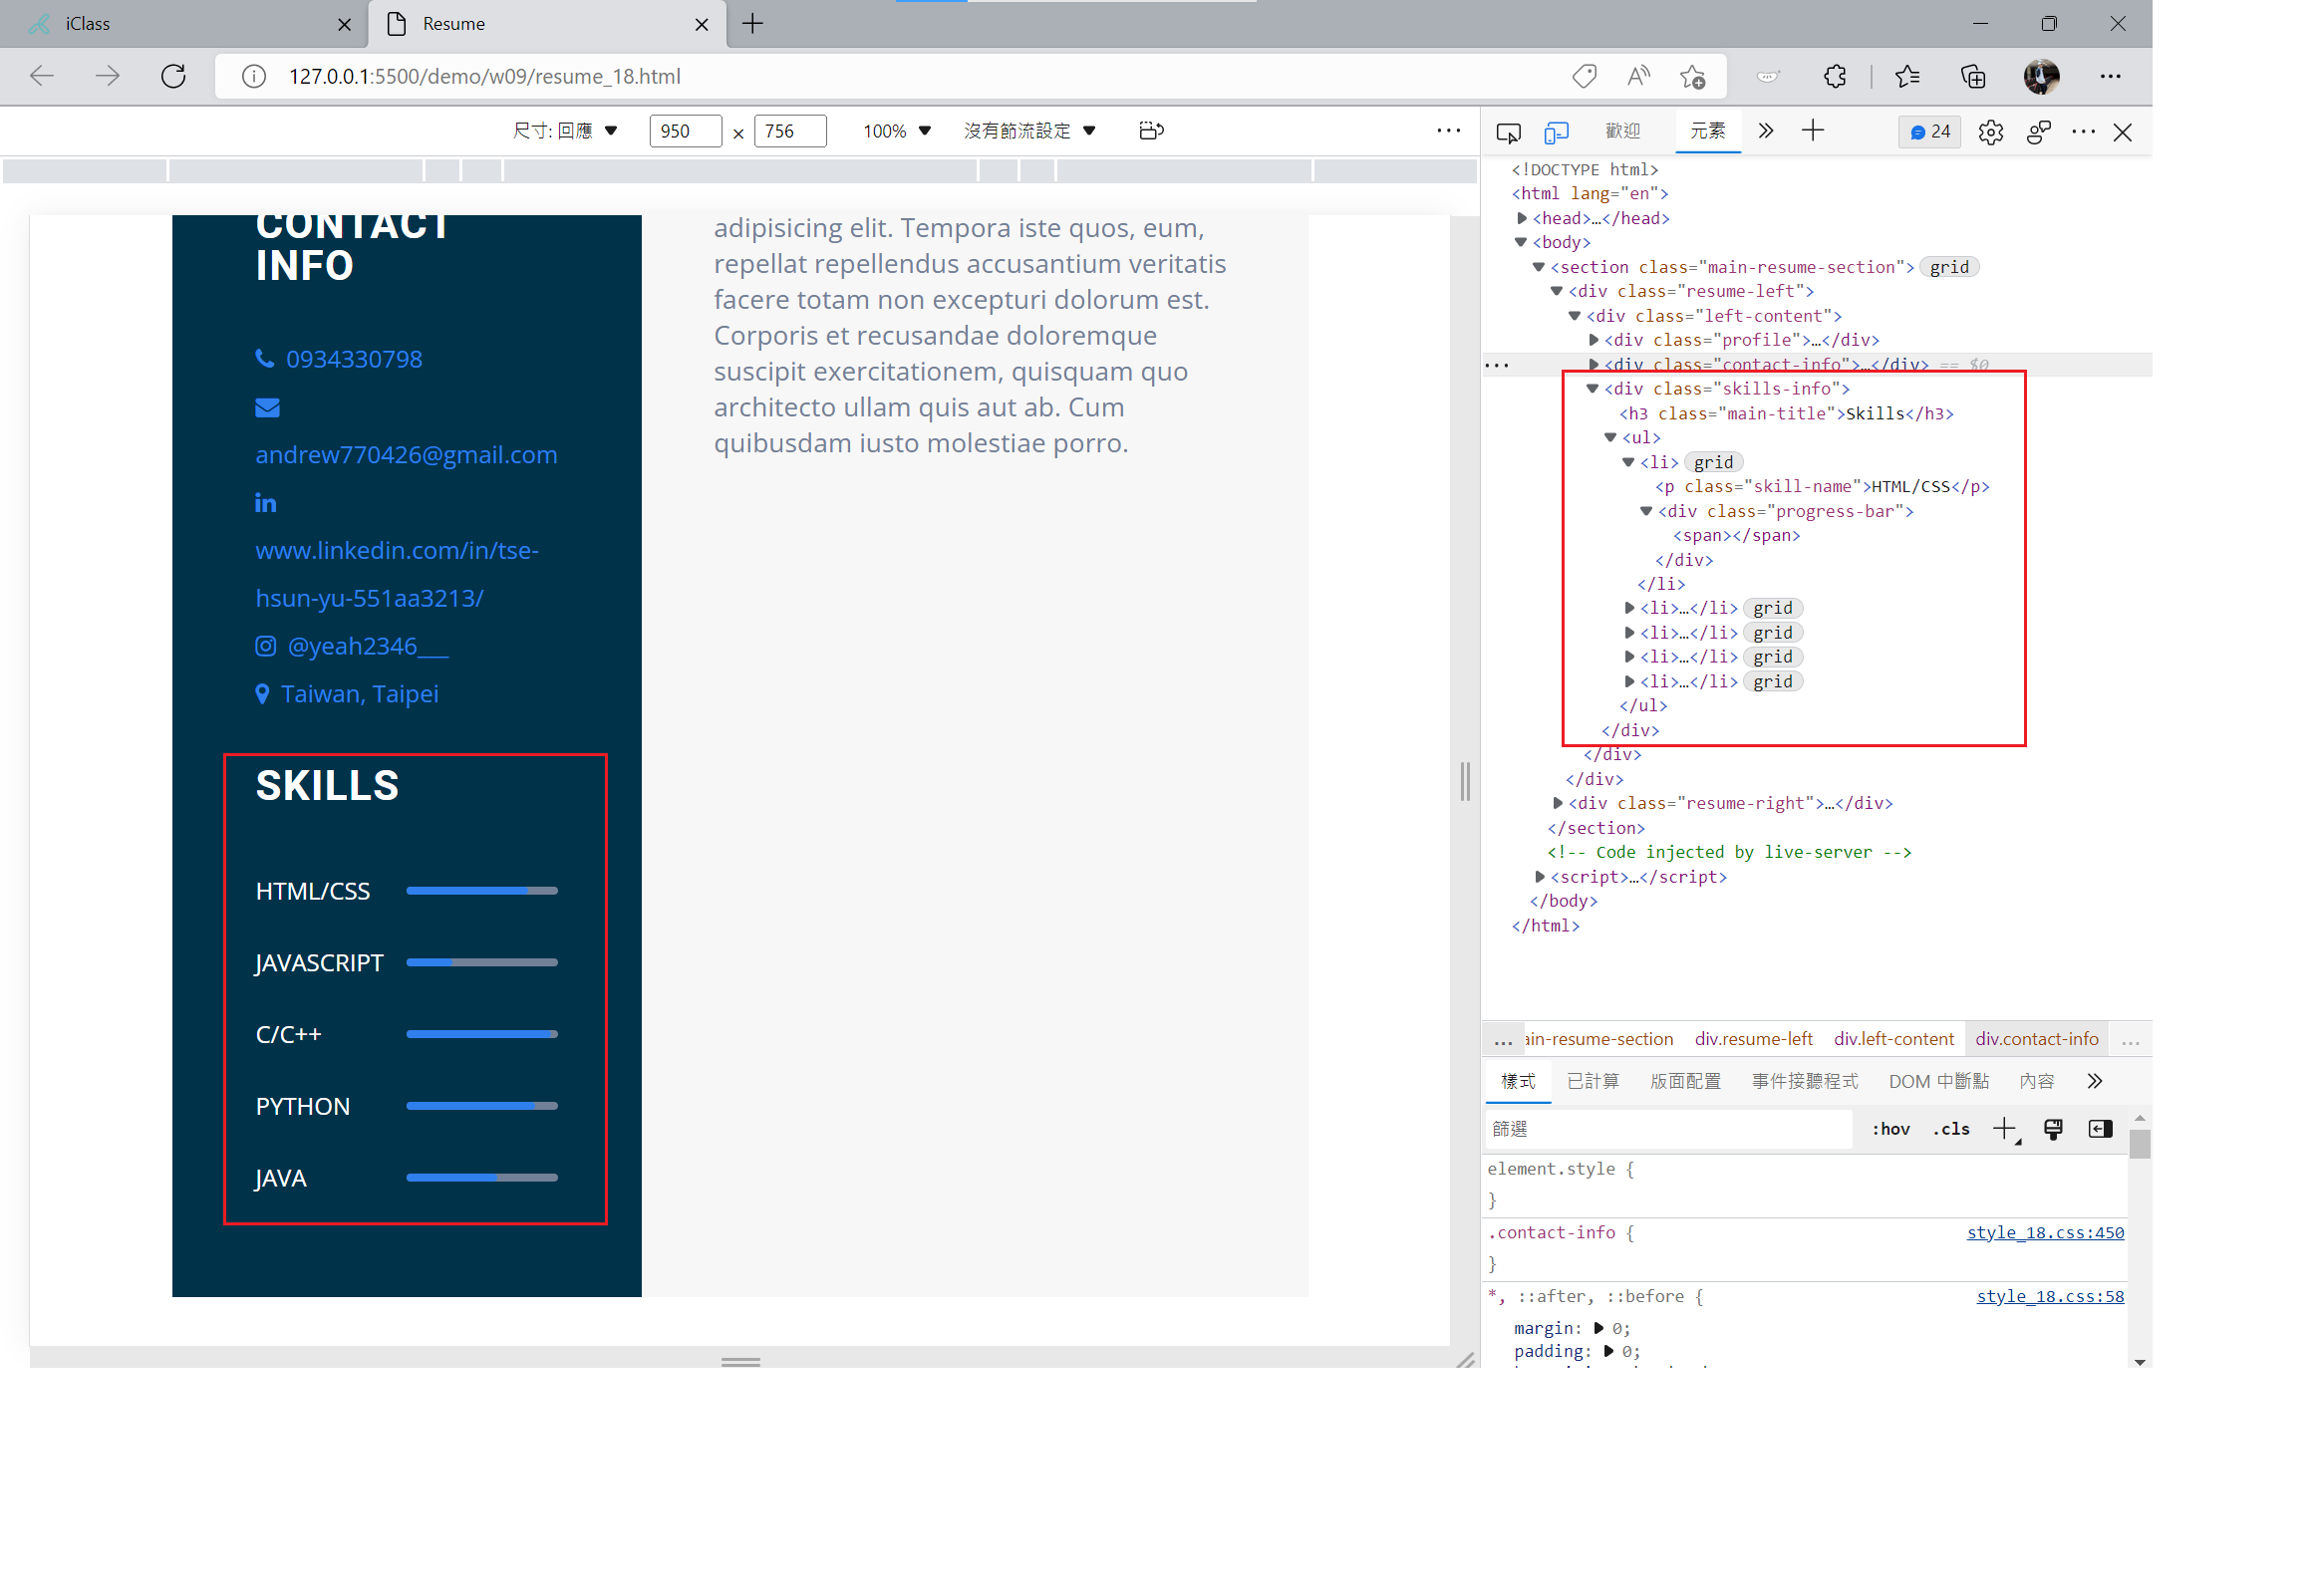 iClass
Resume
127.0.0.1:5500/demo/w09/resume_18.html
尺寸: 回應 950 × 756 100% 沒有節流設定
CONTACT
INFO
0934330798
andrew770426@gmail.com
www.linkedin.com/in/tse-
hsun-yu-551aa3213/
@yeah2346___
Taiwan, Taipei
SKILLS
HTML/CSS
JAVASCRIPT
C/C++
PYTHON
JAVA
adipisicing elit. Tempora iste quos, eum,
repellat repellendus accusantium veritatis
facere totam non excepturi dolorum est.
Corporis et recusandae doloremque
suscipit exercitationem, quisquam quo
architecto ullam quis aut ab. Cum
quibusdam iusto molestiae porro.
歡迎 元素 24
<!DOCTYPE html>
<html lang="en">
<head>…</head>
<body>
<section class="main-resume-section"> grid
<div class="resume-left">
<div class="left-content">
<div class="profile">…</div>
<div class="contact-info">…</div> == $0
<div class="skills-info">
<h3 class="main-title">Skills</h3>
<ul>
<li> grid
<p class="skill-name">HTML/CSS</p>
<div class="progress-bar">
<span></span>
</div>
</li>
<li>…</li> grid
<li>…</li> grid
<li>…</li> grid
<li>…</li> grid
</ul>
</div>
</div>
</div>
<div class="resume-right">…</div>
</section>
<!-- Code injected by live-server -->
<script>…</script>
</body>
</html>
… ain-resume-section div.resume-left div.left-content div.contact-info …
樣式 已計算 版面配置 事件接聽程式 DOM 中斷點 內容
篩選 :hov .cls
element.style {
}
.contact-info { style_18.css:450
}
*, ::after, ::before { style_18.css:58
margin: 0;
padding: 0;